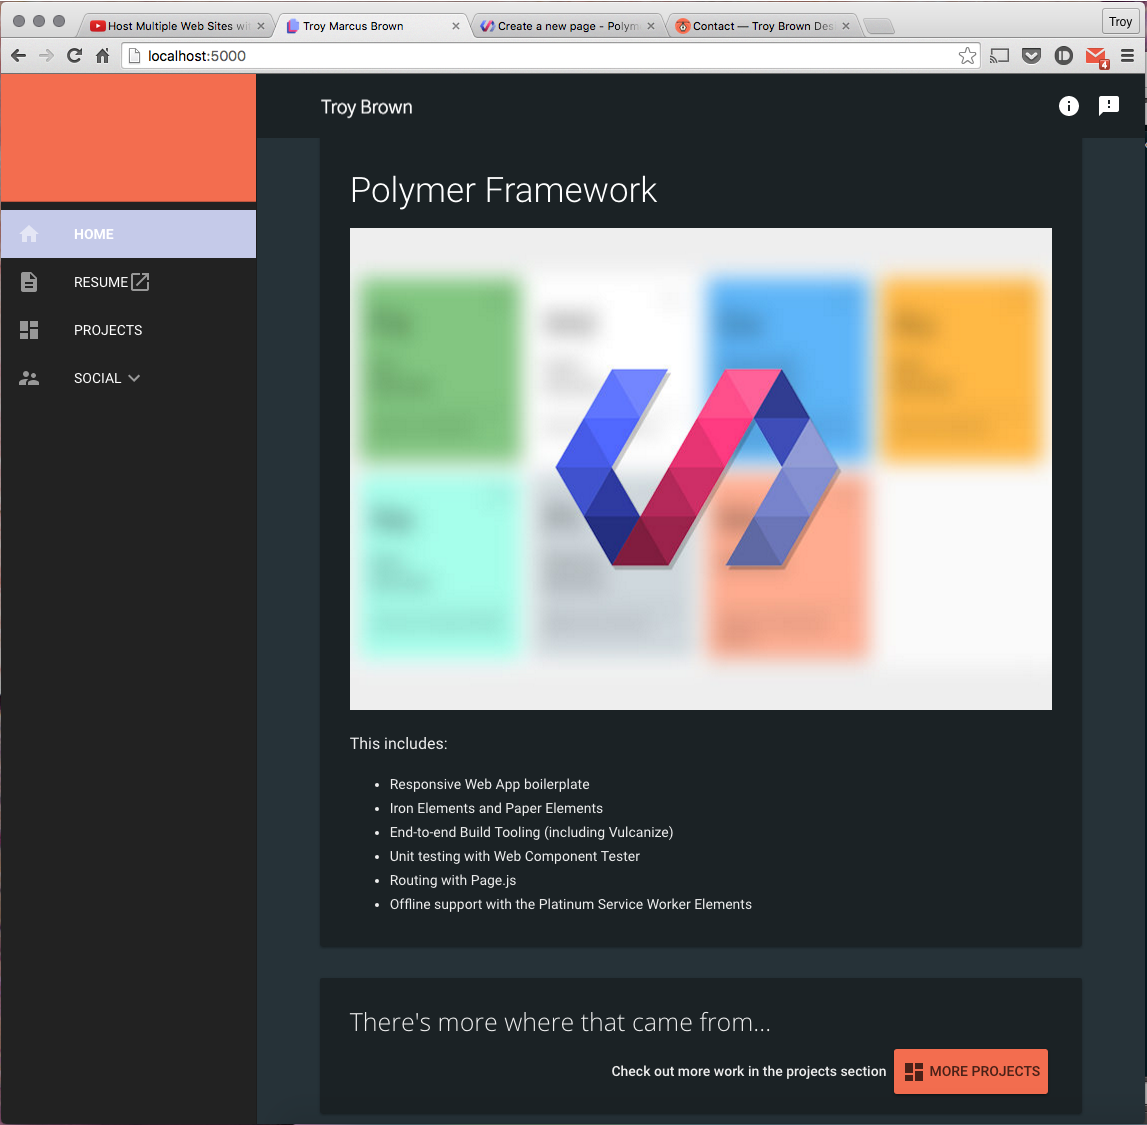 Host Multiple Web Sites wit
Troy Marcus Brown
Create a new page - Polym
Contact — Troy Brown Des
Troy
localhost:5000
4
Troy Brown
HOME
RESUME
PROJECTS
SOCIAL
Polymer Framework
This includes:
• Responsive Web App boilerplate
• Iron Elements and Paper Elements
• End-to-end Build Tooling (including Vulcanize)
• Unit testing with Web Component Tester
• Routing with Page.js
• Offline support with the Platinum Service Worker Elements
There's more where that came from...
Check out more work in the projects section
MORE PROJECTS